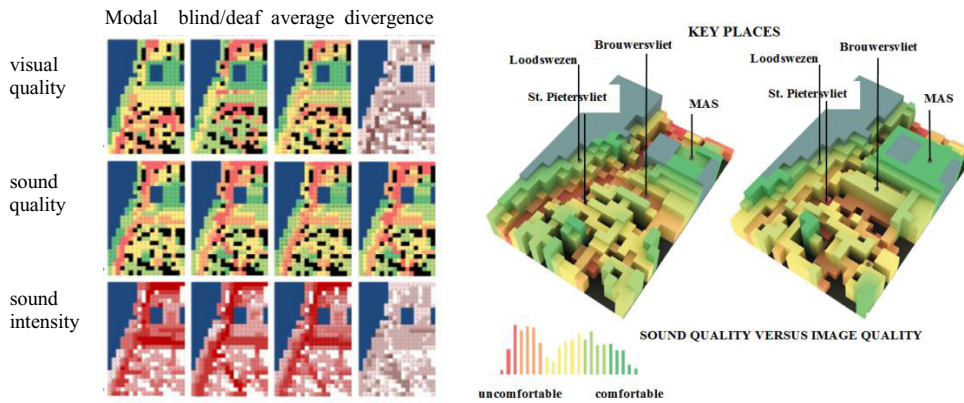 Modal blind/deaf average divergence
visual
quality
sound
quality
sound
intensity
KEY PLACES
Brouwersvliet
Loodswezen
St. Pietersvliet
MAS
Brouwersvliet
Loodswezen
St. Pietersvliet
MAS
SOUND QUALITY VERSUS IMAGE QUALITY
uncomfortable comfortable